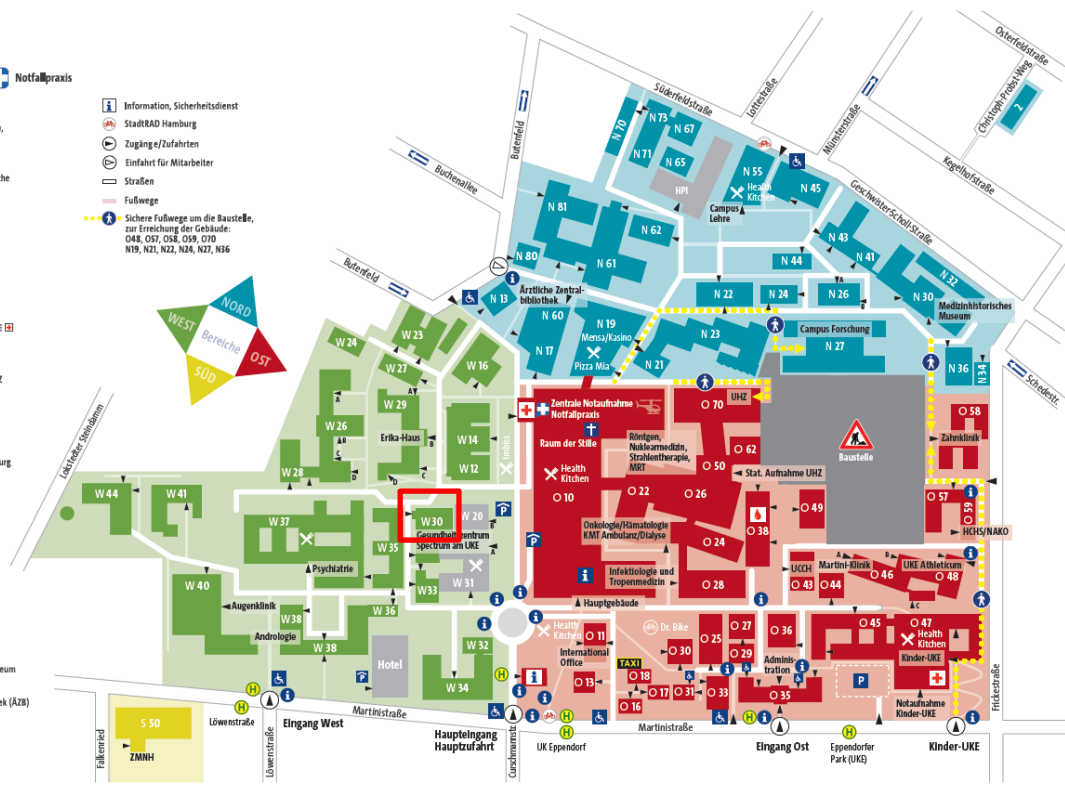 Notfallpraxis
Information, Sicherheitsdienst
StadtRAD Hamburg
Zugänge/Zufahrten
Einfahrt für Mitarbeiter
Straßen
Fußwege
Sichere Fußwege um die Baustelle,
zur Erreichung der Gebäude:
O48, O57, O58, O59, O70
N19, N21, N22, N24, N27, N36
NORD
WEST
Bereiche
OST
SÜD
Osterfeldstraße
Christoph-Probst-Weg
2
Kegelhofstraße
Süderfeldstraße
Lottestraße
Münsterstraße
Geschwister-Scholl-Straße
Butenfeld
Buchenallee
Butenfeld
N 70
N 73
N 67
N 71
N 65
HPI
N 55
Health
Kitchen
N 45
Campus
Lehre
N 81
N 62
N 43
N 41
N 80
N 61
N 44
N 32
N 13
Ärztliche Zentral-
bibliothek
N 22
N 24
N 26
N 30
Medizinhistorisches
Museum
N 60
N 19
Mensa/Kasino
N 23
Campus Forschung
N 27
N 17
Pizza Mia
N 21
N 36
N 34
Schedestr.
W 24
W 23
W 27
W 16
W 29
W 26
Erika-Haus
W 14
Imbiss
W 12
W 28
A
B
C
D
A
B
C
D
Lokstedter Steindamm
W 44
W 41
W 37
W 30
W 20
Gesundheitszentrum
Spectrum am UKE
A
W 35
Psychiatrie
W 33
W 31
W 40
Augenklinik
W 36
W 38
Andrologie
W 38
Hotel
W 32
W 34
Zentrale Notaufnahme
Notfallpraxis
O 70
UHZ
Raum der Stille
Röntgen,
Nuklearmedizin,
Strahlentherapie,
MRT
O 62
O 50
Health
Kitchen
Stat. Aufnahme UHZ
O 10
O 22
O 26
O 49
O 38
Onkologie/Hämatologie
KMT Ambulanz/Dialyse
O 24
Infektiologie und
Tropenmedizin
O 28
Hauptgebäude
Baustelle
O 58
Zahnklinik
O 57
O 59
HCHS/NAKO
UCCH
O 43
Martini-Klinik
O 44
A
O 46
B
UKE Athleticum
O 48
C
Health
Kitchen
O 11
International
Office
O 13
Dr. Bike
O 30
O 25
O 27
O 29
O 36
Adminis-
tration
O 45
O 47
Health
Kitchen
Kinder-UKE
TAXI
O 18
O 17
O 16
O 31
O 33
O 35
P
Notaufnahme
Kinder-UKE
Frickestraße
S 50
ZMNH
Falkenried
Löwenstraße
Löwenstraße
Eingang West
Martinistraße
Haupteingang
Hauptzufahrt
Curschmannstr.
UK Eppendorf
Martinistraße
Eingang Ost
Eppendorfer
Park (UKE)
Kinder-UKE
ek (ÄZB)